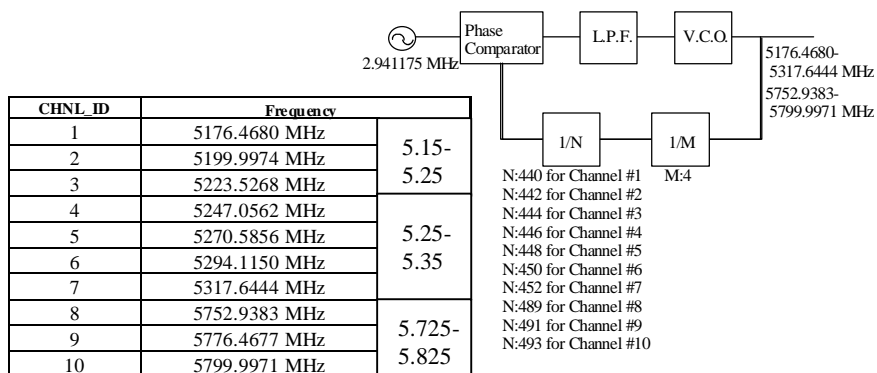 Phase
Comparator
L.P.F.
V.C.O.
2.941175 MHz
5176.4680-
5317.6444 MHz
5752.9383-
5799.9971 MHz
1/N
1/M
M:4
N:440 for Channel #1
N:442 for Channel #2
N:444 for Channel #3
N:446 for Channel #4
N:448 for Channel #5
N:450 for Channel #6
N:452 for Channel #7
N:489 for Channel #8
N:491 for Channel #9
N:493 for Channel #10
CHNL_ID Frequency
1 5176.4680 MHz
2 5199.9974 MHz
3 5223.5268 MHz
5.15-
5.25
4 5247.0562 MHz
5 5270.5856 MHz
6 5294.1150 MHz
7 5317.6444 MHz
5.25-
5.35
8 5752.9383 MHz
9 5776.4677 MHz
10 5799.9971 MHz
5.725-
5.825